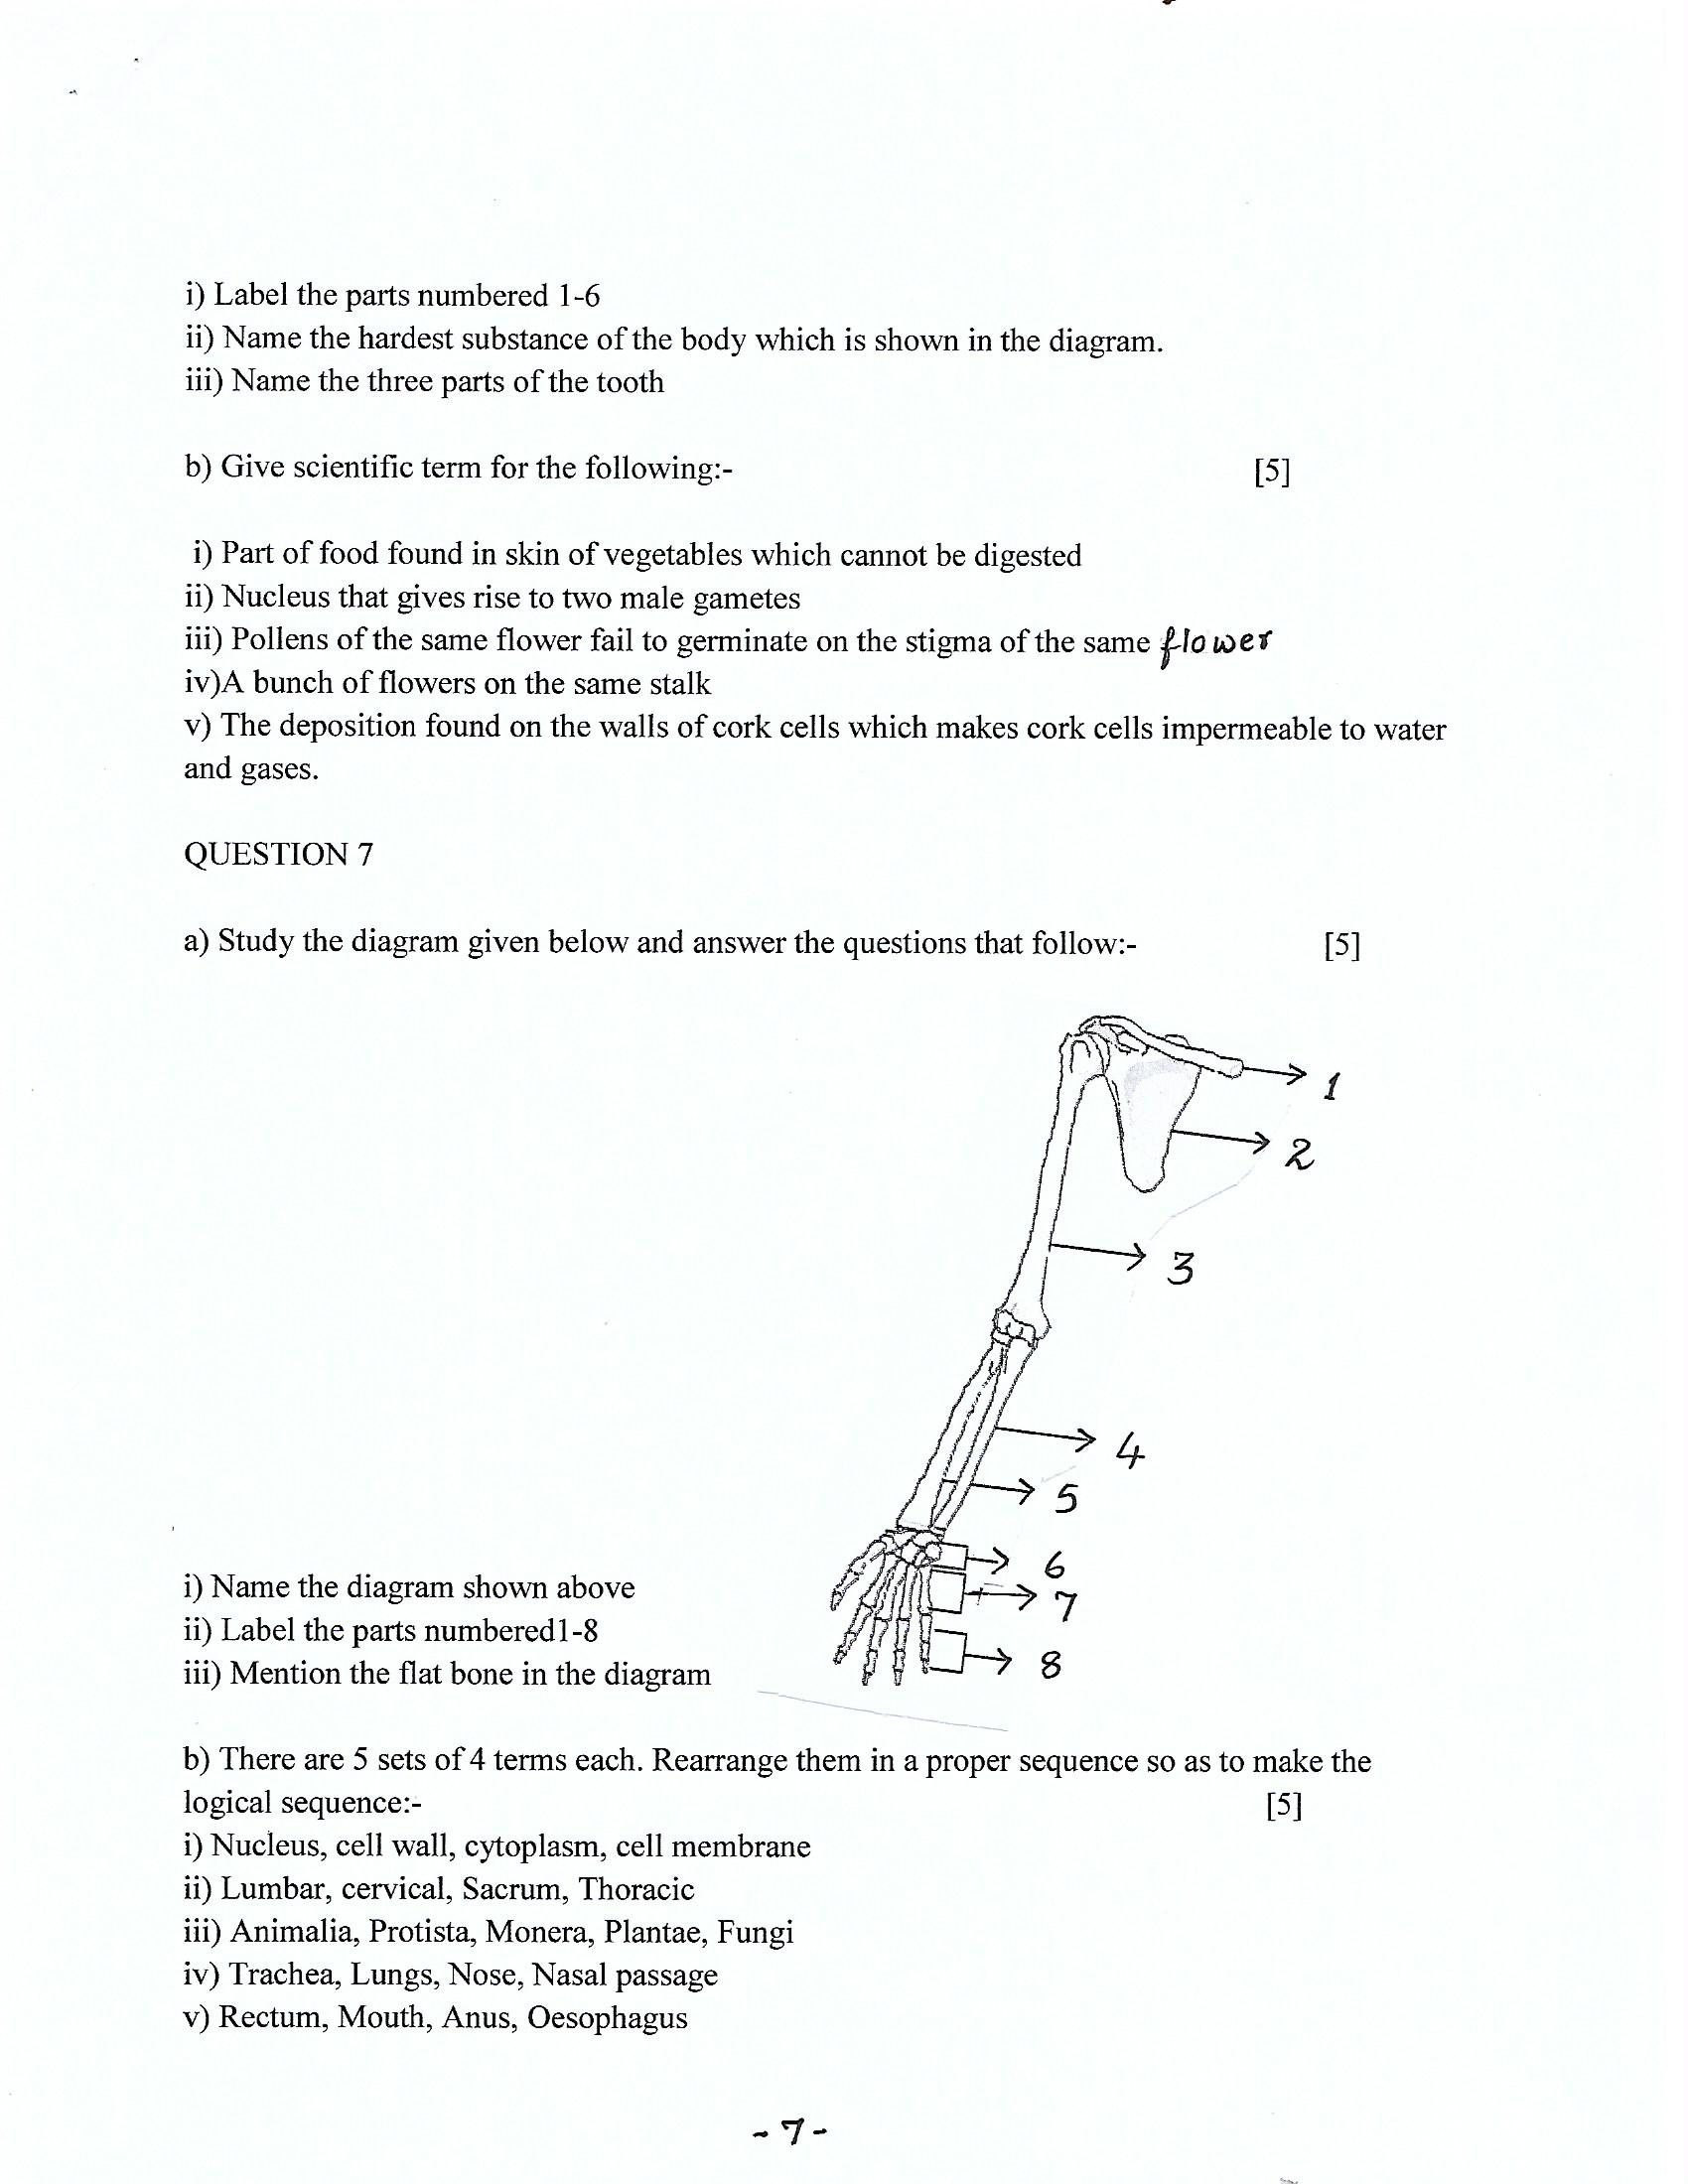 i) Label the parts numbered 1-6
ii) Name the hardest substance of the body which is shown in the diagram.
iii) Name the three parts of the tooth
b) Give scientific term for the following:- [5]
i) Part of food found in skin of vegetables which cannot be digested
ii) Nucleus that gives rise to two male gametes
iii) Pollens of the same flower fail to germinate on the stigma of the same flower
iv)A bunch of flowers on the same stalk
v) The deposition found on the walls of cork cells which makes cork cells impermeable to water
and gases.
QUESTION 7
a) Study the diagram given below and answer the questions that follow:- [5]
1
2
3
4
5
6
7
8
i) Name the diagram shown above
ii) Label the parts numbered1-8
iii) Mention the flat bone in the diagram
b) There are 5 sets of 4 terms each. Rearrange them in a proper sequence so as to make the
logical sequence:- [5]
i) Nucleus, cell wall, cytoplasm, cell membrane
ii) Lumbar, cervical, Sacrum, Thoracic
iii) Animalia, Protista, Monera, Plantae, Fungi
iv) Trachea, Lungs, Nose, Nasal passage
v) Rectum, Mouth, Anus, Oesophagus
- 7 -